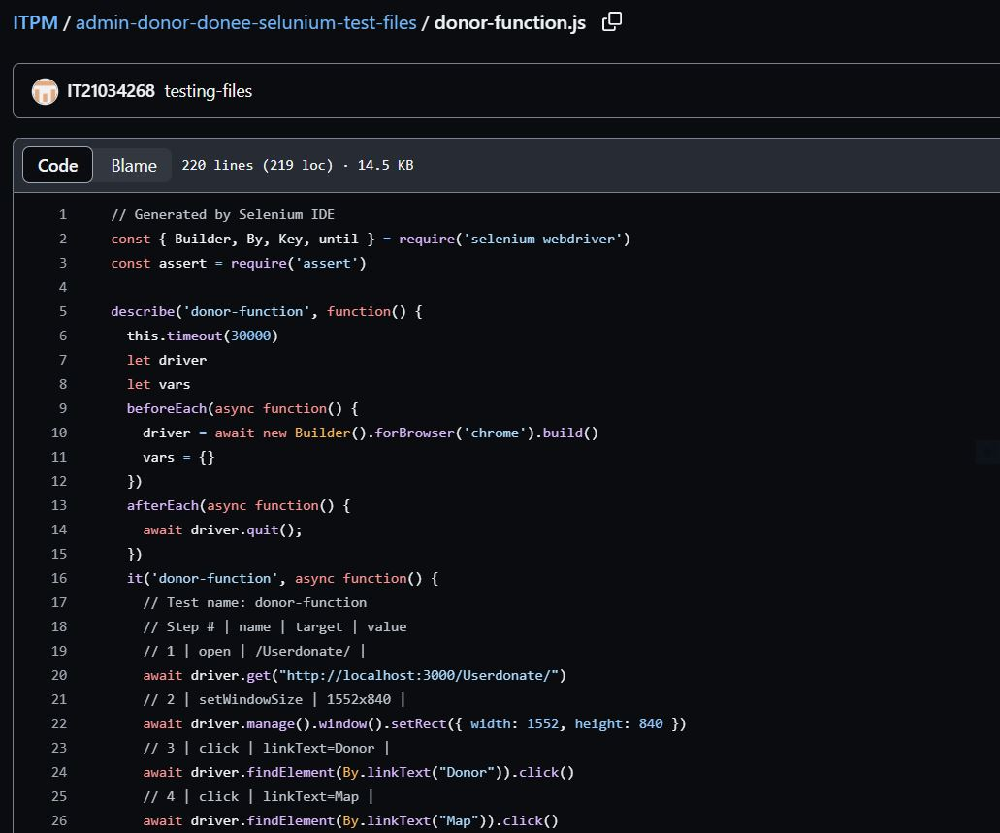 ITPM / admin-donor-donee-selunium-test-files / donor-function.js
IT21034268 testing-files
Code Blame 220 lines (219 loc) · 14.5 KB
1 // Generated by Selenium IDE
2 const { Builder, By, Key, until } = require('selenium-webdriver')
3 const assert = require('assert')
4
5 describe('donor-function', function() {
6 this.timeout(30000)
7 let driver
8 let vars
9 beforeEach(async function() {
10 driver = await new Builder().forBrowser('chrome').build()
11 vars = {}
12 })
13 afterEach(async function() {
14 await driver.quit();
15 })
16 it('donor-function', async function() {
17 // Test name: donor-function
18 // Step # | name | target | value
19 // 1 | open | /Userdonate/ |
20 await driver.get("http://localhost:3000/Userdonate/")
21 // 2 | setWindowSize | 1552x840 |
22 await driver.manage().window().setRect({ width: 1552, height: 840 })
23 // 3 | click | linkText=Donor |
24 await driver.findElement(By.linkText("Donor")).click()
25 // 4 | click | linkText=Map |
26 await driver.findElement(By.linkText("Map")).click()